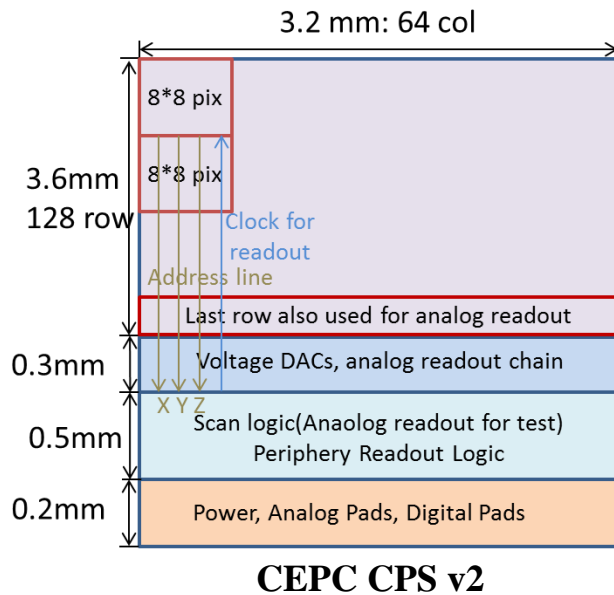 3.2 mm: 64 col
8*8 pix
8*8 pix
3.6mm
128 row
Clock for
readout
Address line
Last row also used for analog readout
0.3mm
Voltage DACs, analog readout chain
X Y Z
0.5mm
Scan logic(Anaolog readout for test)
Periphery Readout Logic
0.2mm
Power, Analog Pads, Digital Pads
CEPC CPS v2